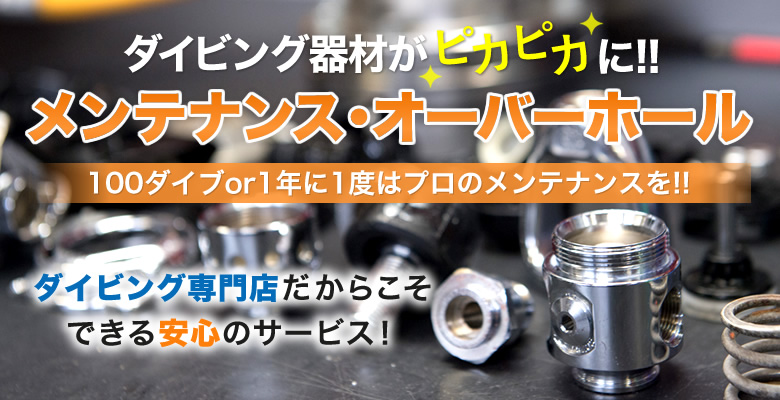 ダイビング器材がピカピカに!!
メンテナンス・オーバーホール
100ダイブor1年に1度はプロのメンテナンスを!!
ダイビング専門店だからこそ
できる安心のサービス!